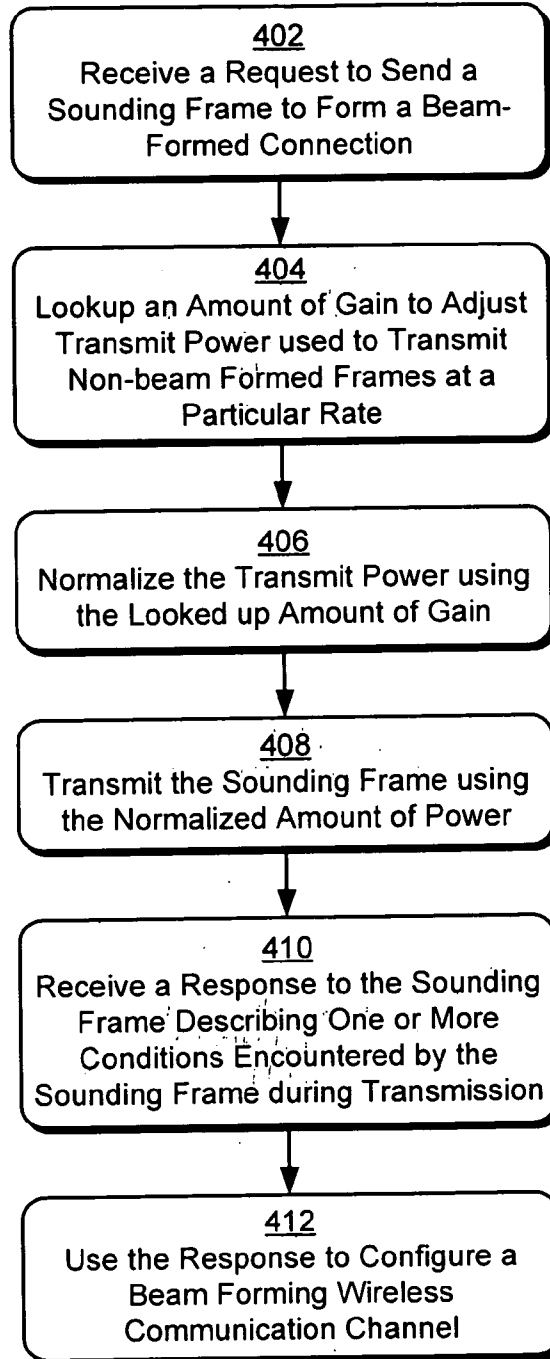 402
Receive a Request to Send a
Sounding Frame to Form a Beam-
Formed Connection
404
Lookup an Amount of Gain to Adjust
Transmit Power used to Transmit
Non-beam Formed Frames at a
Particular Rate
406
Normalize the Transmit Power using
the Looked up Amount of Gain
408
Transmit the Sounding Frame using
the Normalized Amount of Power
410
Receive a Response to the Sounding
Frame Describing One or More
Conditions Encountered by the
Sounding Frame during Transmission
412
Use the Response to Configure a
Beam Forming Wireless
Communication Channel